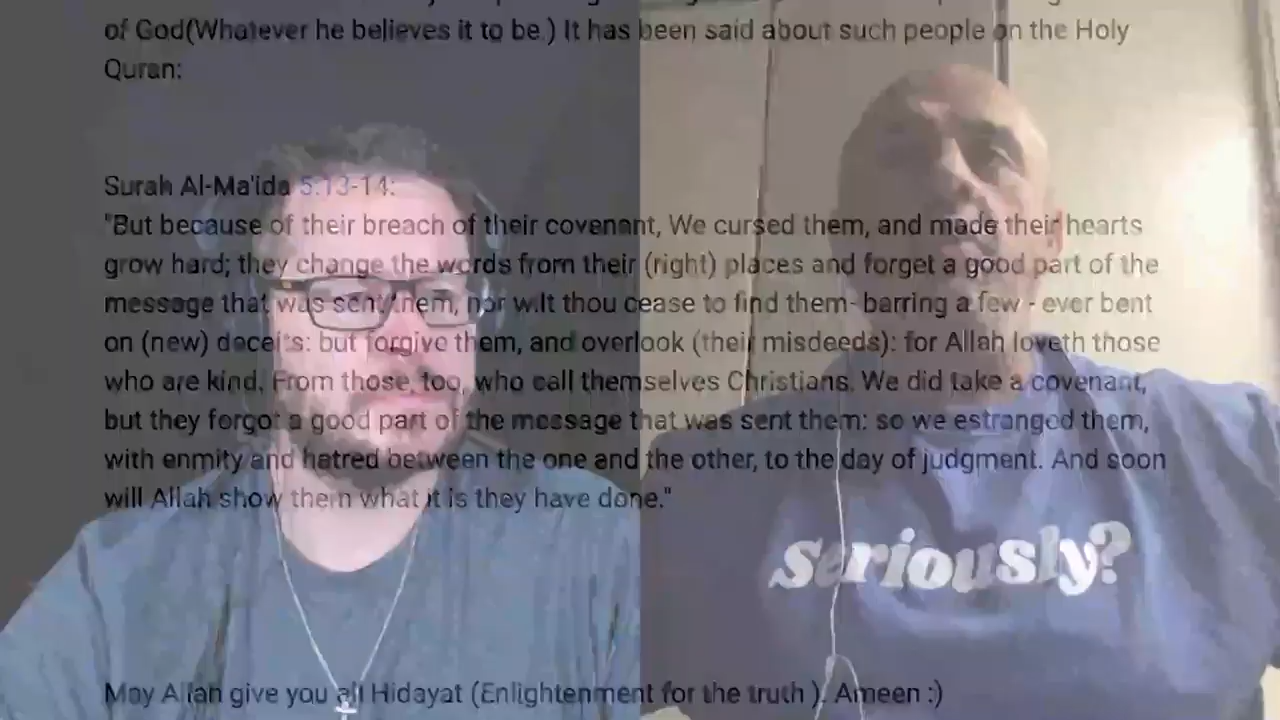 of God(Whatever he believes it to be.) It has been said about such people on the Holy
Quran:
Surah Al-Ma'ida 5:13-14:
"But because of their breach of their covenant, We cursed them, and made their hearts
grow hard; they change the words from their (right) places and forget a good part of the
message that was sent them, nor wilt thou cease to find them- barring a few - ever bent
on (new) deceits: but forgive them, and overlook (their misdeeds): for Allah loveth those
who are kind. From those, too, who call themselves Christians. We did take a covenant,
but they forgot a good part of the message that was sent them: so we estranged them,
with enmity and hatred between the one and the other, to the day of judgment. And soon
will Allah show them what it is they have done."
seriously?
May Allah give you all Hidayat (Enlightenment for the truth ). Ameen :)